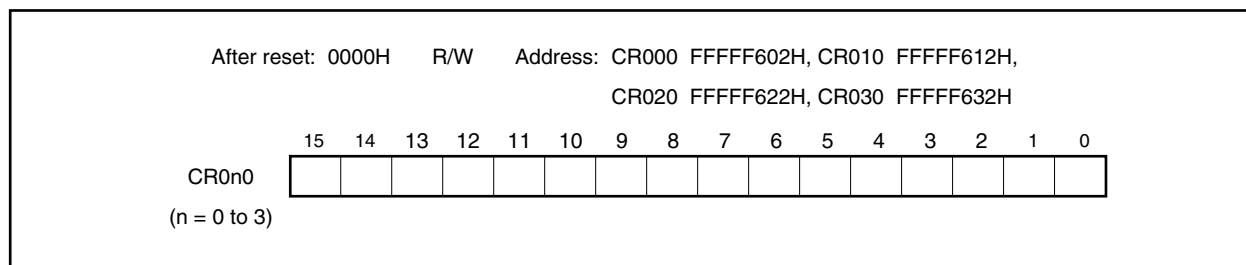 After reset: 0000H R/W Address: CR000 FFFFF602H, CR010 FFFFF612H,
CR020 FFFFF622H, CR030 FFFFF632H
15 14 13 12 11 10 9 8 7 6 5 4 3 2 1 0
CR0n0
(n = 0 to 3)